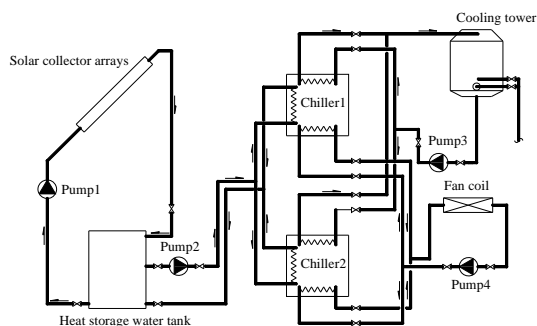 Cooling tower
Solar collector arrays
Chiller1
Pump3
Pump1
Fan coil
Pump2
Chiller2
Pump4
Heat storage water tank